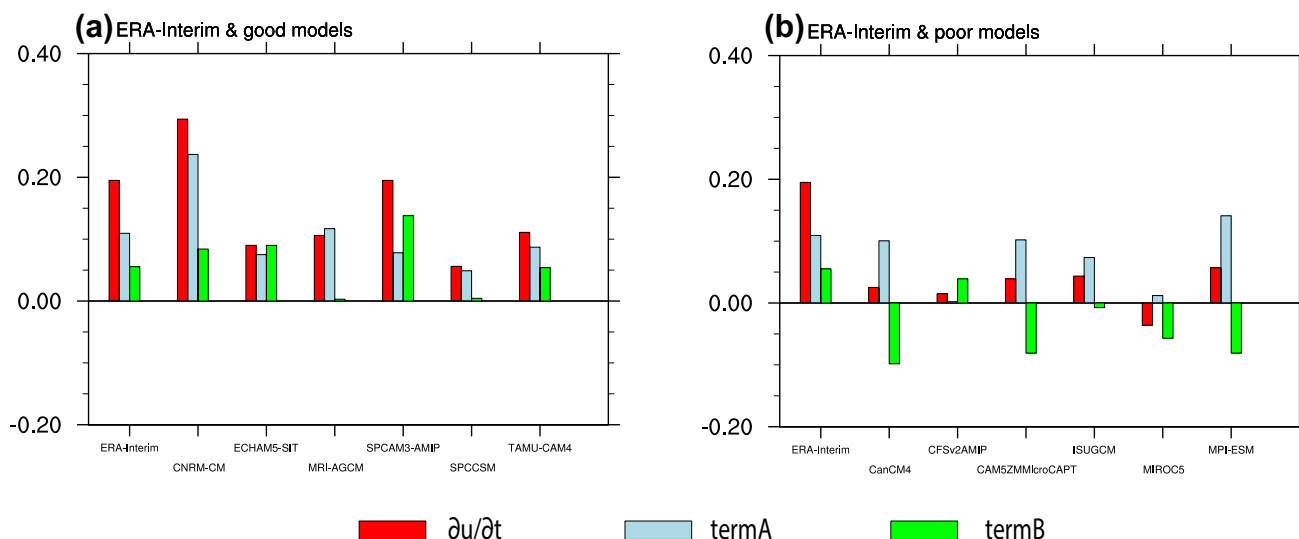 (a) ERA-Interim & good models
0.40
0.20
0.00
-0.20
ERA-Interim ECHAM5-SIT SPCAM3-AMIP TAMU-CAM4
CNRM-CM MRI-AGCM SPCCSM
(b) ERA-Interim & poor models
0.40
0.20
0.00
-0.20
ERA-Interim CFSv2AMIP ISUGCM MPI-ESM
CanCM4 CAM5ZMMIcroCAPT MIROC5
∂u/∂t termA termB